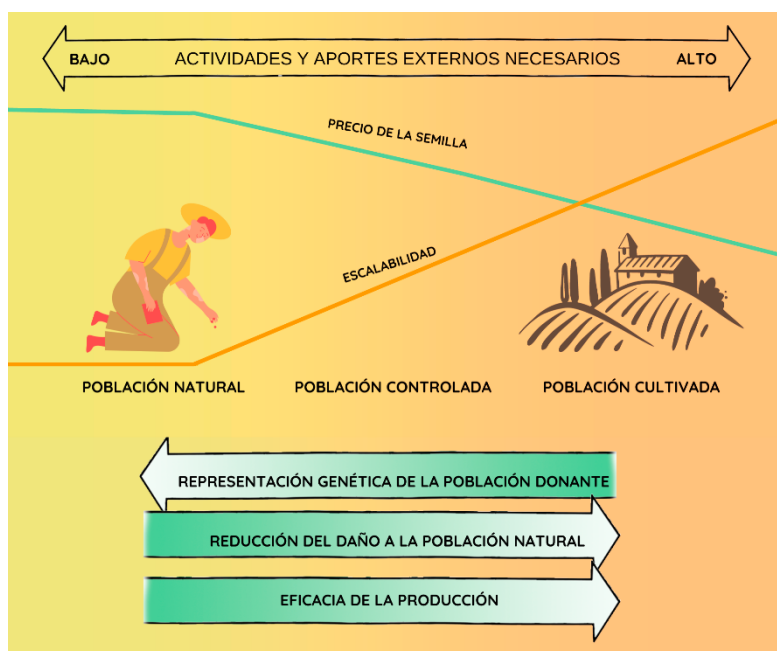 BAJO ACTIVIDADES Y APORTES EXTERNOS NECESARIOS ALTO
PRECIO DE LA SEMILLA
ESCALABILIDAD
POBLACIÓN NATURAL POBLACIÓN CONTROLADA POBLACIÓN CULTIVADA
REPRESENTACIÓN GENÉTICA DE LA POBLACIÓN DONANTE
REDUCCIÓN DEL DAÑO A LA POBLACIÓN NATURAL
EFICACIA DE LA PRODUCCIÓN